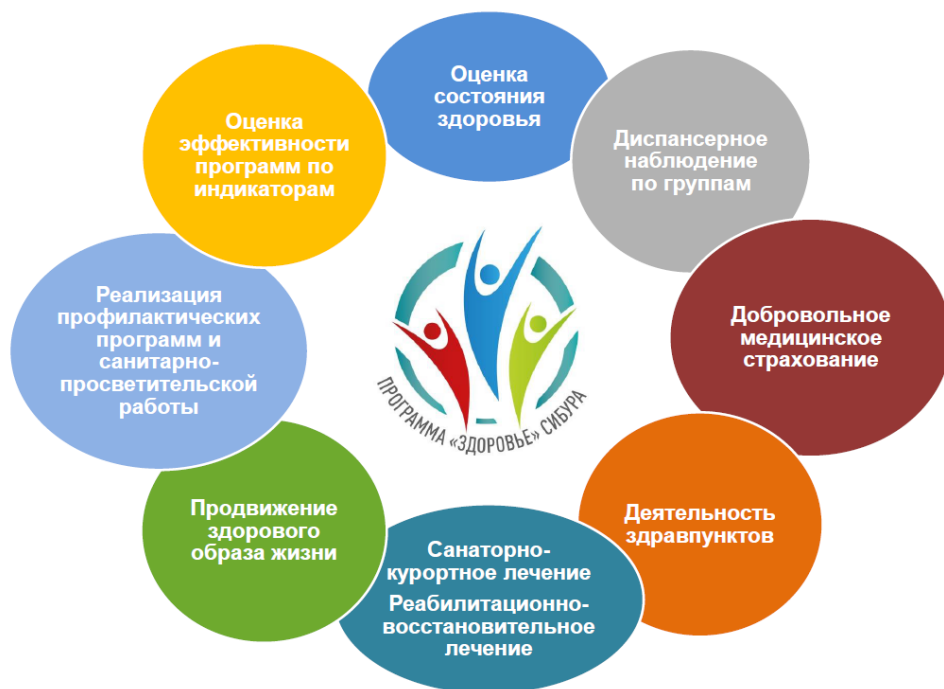 Оценка
состояния
здоровья
Диспансерное
наблюдение
по группам
Добровольное
медицинское
страхование
Деятельность
здравпунктов
Санаторно-
курортное лечение
Реабилитационно-
восстановительное
лечение
Продвижение
здорового
образа жизни
Реализация
профилактических
программ и
санитарно-
просветительской
работы
Оценка
эффективности
программ по
индикаторам
ПРОГРАММА «ЗДОРОВЬЕ» СИБУРА